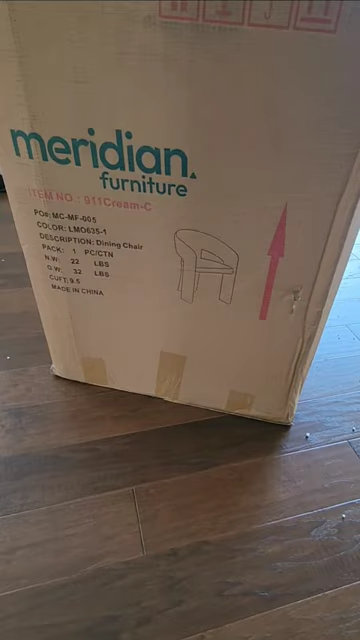 meridian.
furniture
ITEM NO.: 911Cream-C
PO#: MC-MF-005
COLOR: LMO635-1
DESCRIPTION: Dining Chair
PACK: 1 PC/CTN
N.W: 22 LBS
G.W: 32 LBS
CUFT: 9.5
MADE IN CHINA